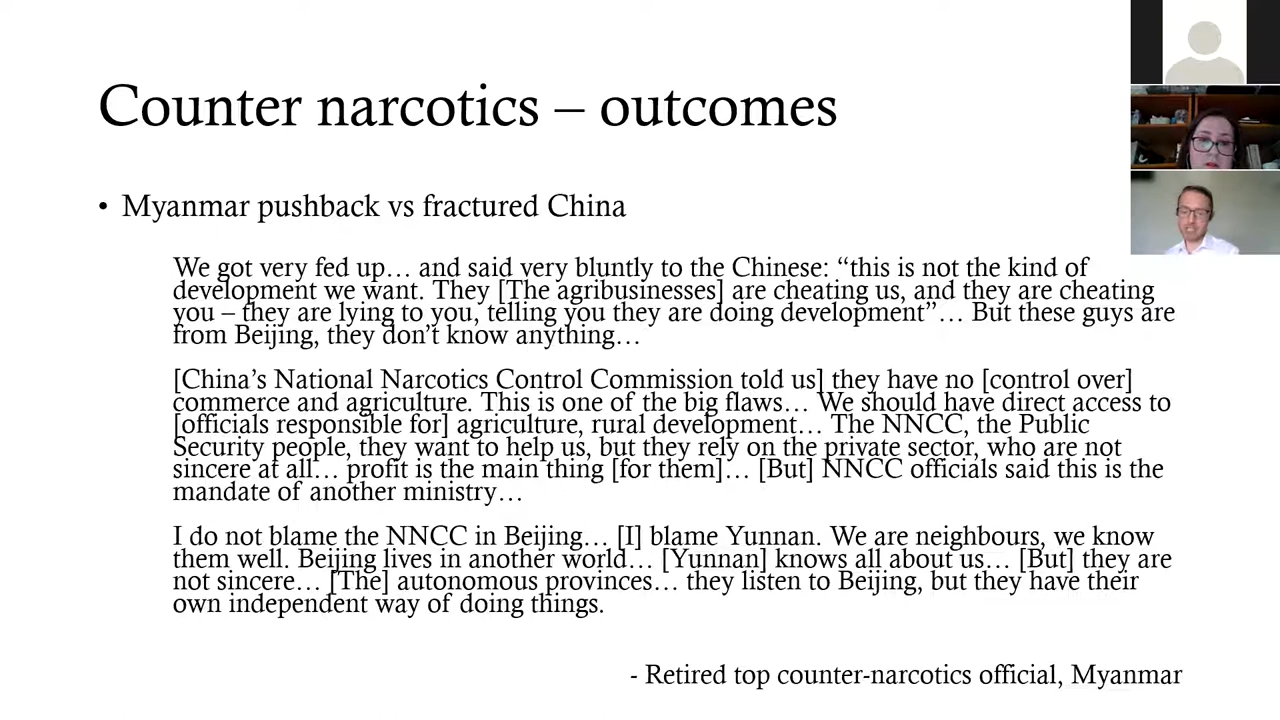 Counter narcotics – outcomes
• Myanmar pushback vs fractured China
We got very fed up… and said very bluntly to the Chinese: “this is not the kind of
development we want. They [The agribusinesses] are cheating us, and they are cheating
you – they are lying to you, telling you they are doing development”… But these guys are
from Beijing, they don’t know anything…
[China’s National Narcotics Control Commission told us] they have no [control over]
commerce and agriculture. This is one of the big flaws… We should have direct access to
[officials responsible for] agriculture, rural development… The NNCC, the Public
Security people, they want to help us, but they rely on the private sector, who are not
sincere at all… profit is the main thing [for them]… [But] NNCC officials said this is the
mandate of another ministry…
I do not blame the NNCC in Beijing… [I] blame Yunnan. We are neighbours, we know
them well. Beijing lives in another world… [Yunnan] knows all about us… [But] they are
not sincere… [The] autonomous provinces… they listen to Beijing, but they have their
own independent way of doing things.
- Retired top counter-narcotics official, Myanmar